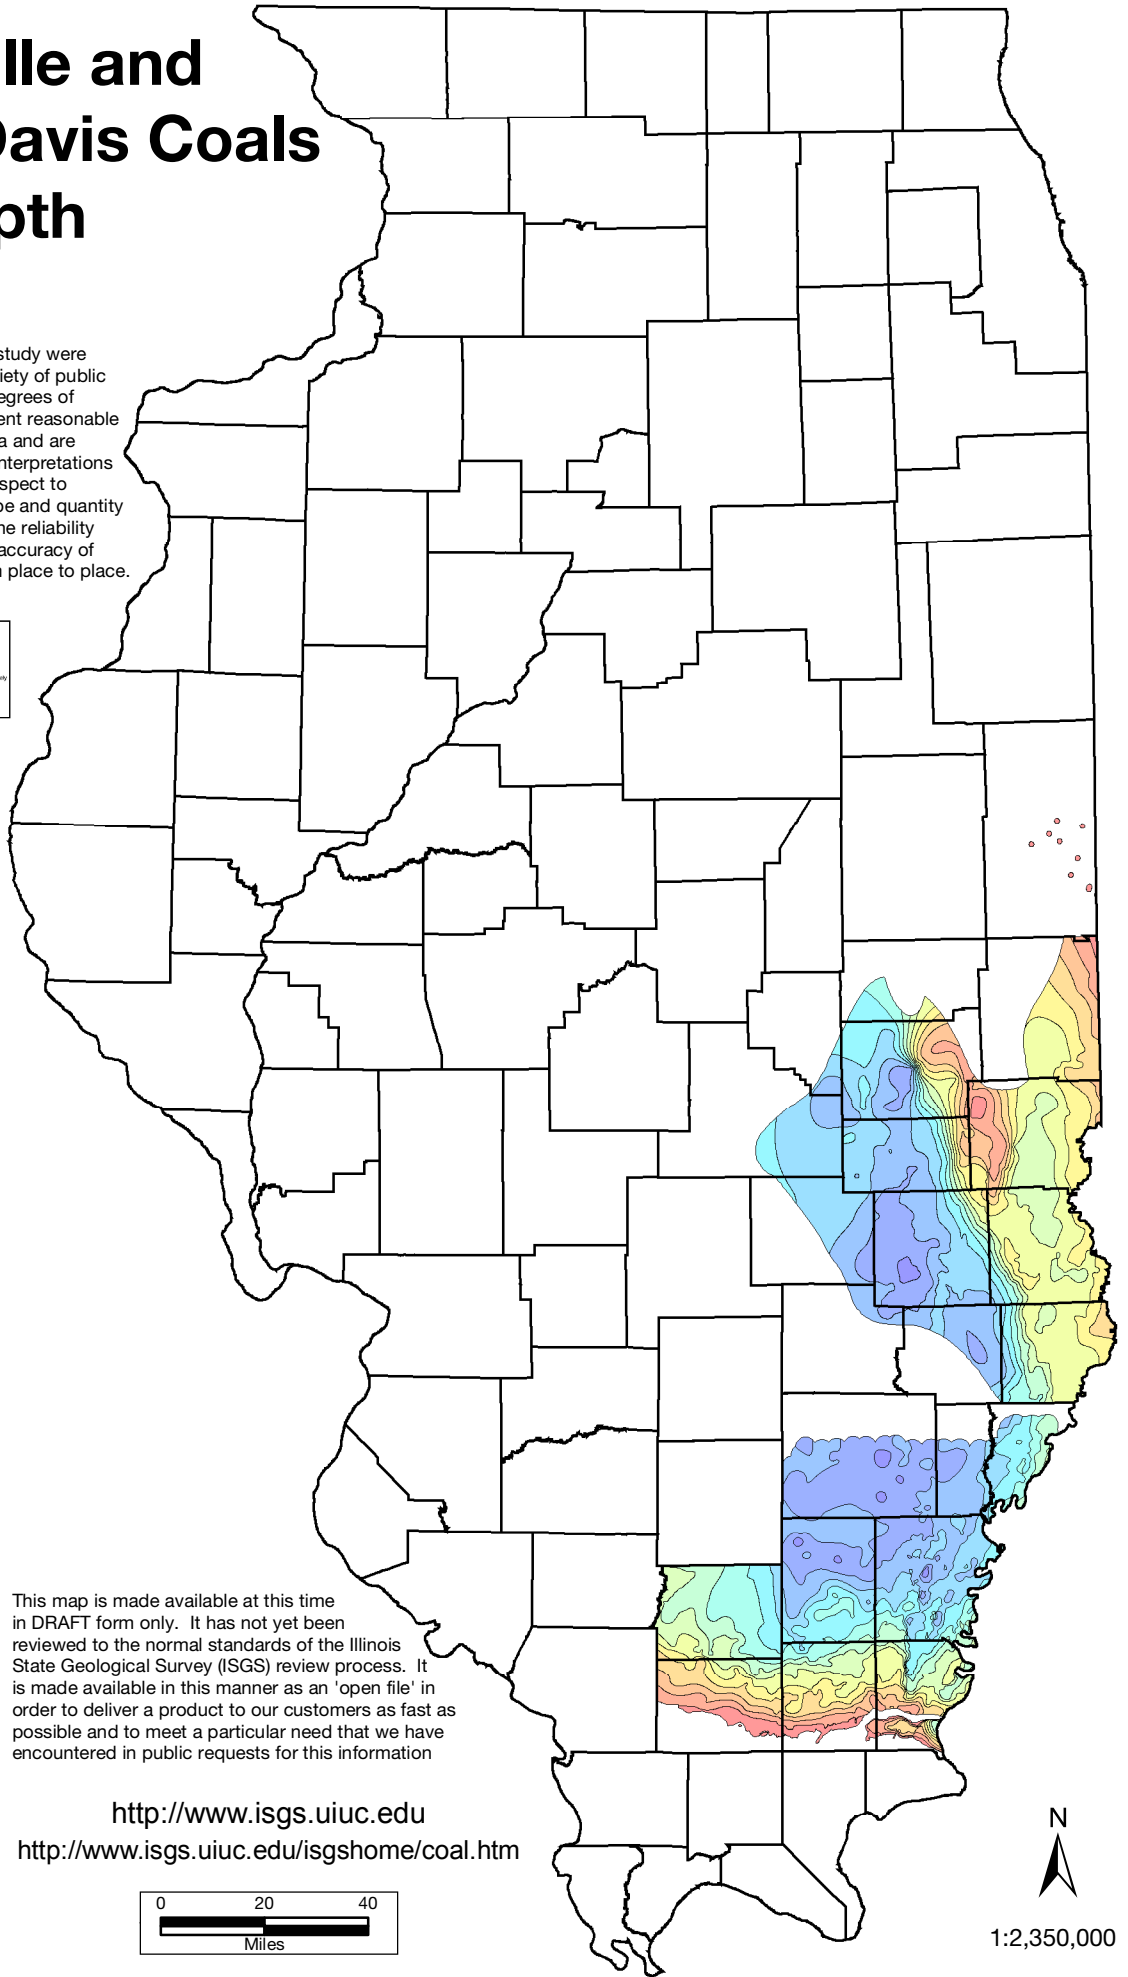 lle and
Davis Coals
pth
study were
iety of public
egrees of
ent reasonable
a and are
nterpretations
spect to
pe and quantity
ne reliability
accuracy of
n place to place.
This map is made available at this time
in DRAFT form only. It has not yet been
reviewed to the normal standards of the Illinois
State Geological Survey (ISGS) review process. It
is made available in this manner as an 'open file' in
order to deliver a product to our customers as fast as
possible and to meet a particular need that we have
encountered in public requests for this information
http://www.isgs.uiuc.edu
http://www.isgs.uiuc.edu/isgshome/coal.htm
0 20 40
Miles
N
1:2,350,000